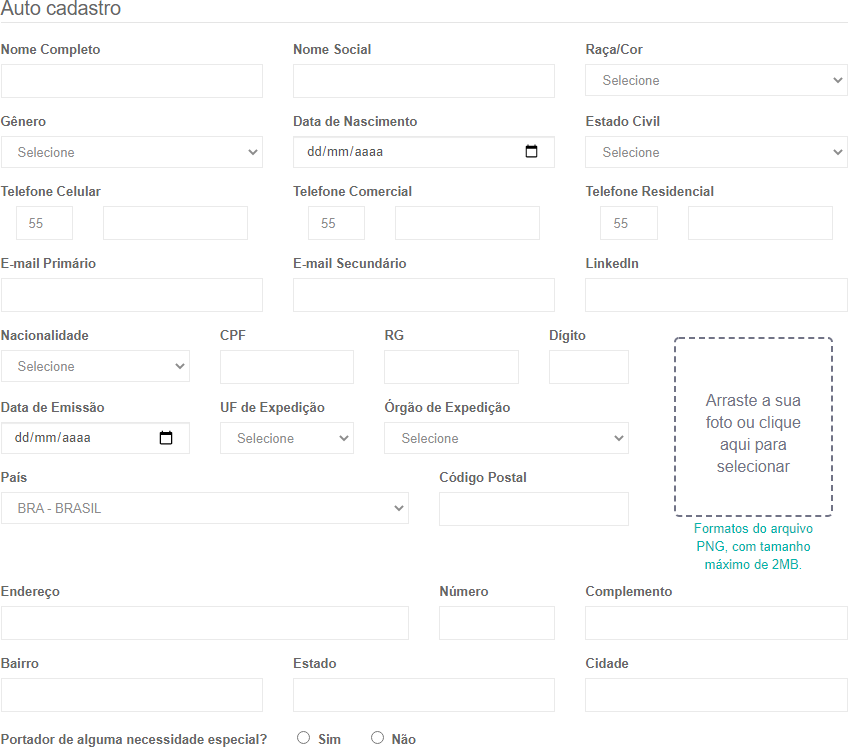 Auto cadastro
Nome Completo
Nome Social
Raça/Cor
Selecione
Gênero
Data de Nascimento
Estado Civil
Selecione
dd/mm/aaaa
Selecione
Telefone Celular
Telefone Comercial
Telefone Residencial
55
55
55
E-mail Primário
E-mail Secundário
LinkedIn
Nacionalidade
CPF
RG
Dígito
Selecione
Data de Emissão
UF de Expedição
Órgão de Expedição
dd/mm/aaaa
Selecione
Selecione
Arraste a sua
foto ou clique
aqui para
selecionar
País
Código Postal
BRA - BRASIL
Formatos do arquivo
PNG, com tamanho
máximo de 2MB.
Endereço
Número
Complemento
Bairro
Estado
Cidade
Portador de alguma necessidade especial?
Sim
Não